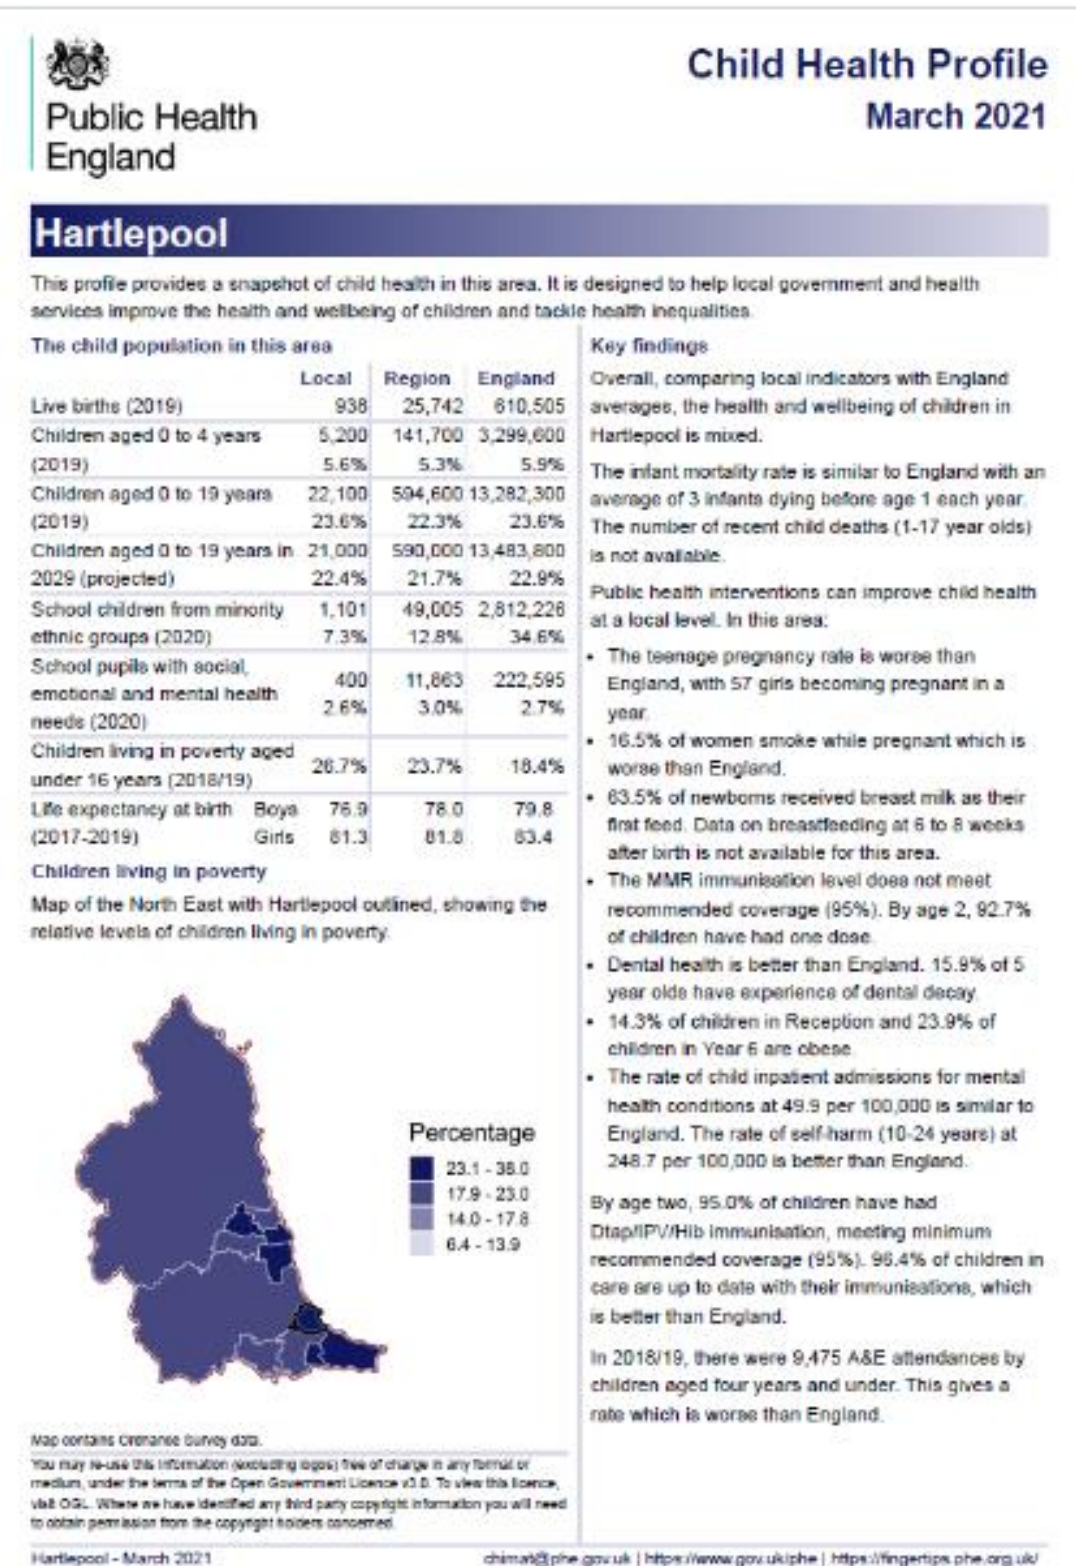 Public Health
England
Child Health Profile
March 2021
Hartlepool
This profile provides a snapshot of child health in this area. It is designed to help local government and health
services improve the health and wellbeing of children and tackle health inequalities.
The child population in this area
Local Region England
Live births (2019) 938 25,742 610,505
Children aged 0 to 4 years 5,200 141,700 3,299,600
(2019) 5.6% 5.3% 5.9%
Children aged 0 to 19 years 22,100 594,600 13,282,300
(2019) 23.6% 22.3% 23.6%
Children aged 0 to 19 years in 21,000 590,000 13,483,800
2029 (projected) 22.4% 21.7% 22.9%
School children from minority 1,101 49,005 2,812,226
ethnic groups (2020) 7.3% 12.8% 34.6%
School pupils with social,
400 11,863 222,595
emotional and mental health
2.6% 3.0% 2.7%
needs (2020)
Children living in poverty aged
26.7% 23.7% 18.4%
under 16 years (2018/19)
Life expectancy at birth Boys 76.9 78.0 79.8
(2017-2019) Girls 81.3 81.8 83.4
Children living in poverty
Map of the North East with Hartlepool outlined, showing the
relative levels of children living in poverty.
Percentage
23.1 - 38.0
17.9 - 23.0
14.0 - 17.8
6.4 - 13.9
Map contains Ordnance Survey data.
You may re-use this information (excluding logos) free of charge in any format or
medium, under the terms of the Open Government Licence v3.0. To view this licence,
visit OGL. Where we have identified any third party copyright information you will need
to obtain permission from the copyright holders concerned.
Key findings
Overall, comparing local indicators with England
averages, the health and wellbeing of children in
Hartlepool is mixed.
The infant mortality rate is similar to England with an
average of 3 infants dying before age 1 each year.
The number of recent child deaths (1-17 year olds)
is not available.
Public health interventions can improve child health
at a local level. In this area:
• The teenage pregnancy rate is worse than
England, with 57 girls becoming pregnant in a
year.
• 16.5% of women smoke while pregnant which is
worse than England.
• 63.5% of newborns received breast milk as their
first feed. Data on breastfeeding at 6 to 8 weeks
after birth is not available for this area.
• The MMR immunisation level does not meet
recommended coverage (95%). By age 2, 92.7%
of children have had one dose.
• Dental health is better than England. 15.9% of 5
year olds have experience of dental decay.
• 14.3% of children in Reception and 23.9% of
children in Year 6 are obese.
• The rate of child inpatient admissions for mental
health conditions at 49.9 per 100,000 is similar to
England. The rate of self-harm (10-24 years) at
248.7 per 100,000 is better than England.
By age two, 95.0% of children have had
Dtap/IPV/Hib immunisation, meeting minimum
recommended coverage (95%). 96.4% of children in
care are up to date with their immunisations, which
is better than England.
In 2018/19, there were 9,475 A&E attendances by
children aged four years and under. This gives a
rate which is worse than England.
Hartlepool - March 2021
chimat@phe.gov.uk | https://www.gov.uk/phe | https://fingertips.phe.org.uk/